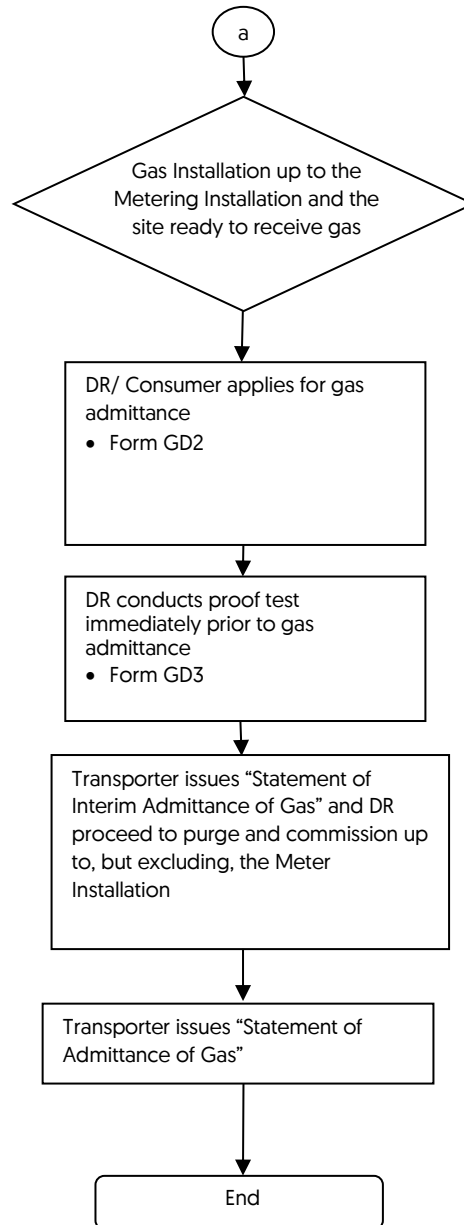 a
Gas Installation up to the
Metering Installation and the
site ready to receive gas
DR/ Consumer applies for gas
admittance
• Form GD2
DR conducts proof test
immediately prior to gas
admittance
• Form GD3
Transporter issues “Statement of
Interim Admittance of Gas” and DR
proceed to purge and commission up
to, but excluding, the Meter
Installation
Transporter issues “Statement of
Admittance of Gas”
End